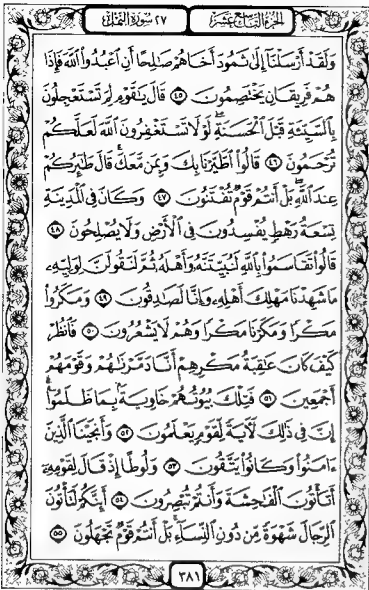 الجزء التاسع عشر
٢٧ سورة النمل
وَلَقَدْ أَرْسَلْنَآ إِلَىٰ ثَمُودَ أَخَاهُمْ صَٰلِحًا أَنِ ٱعْبُدُوا۟ ٱللَّهَ فَإِذَا
هُمْ فَرِيقَانِ يَخْتَصِمُونَ ٤٥ قَالَ يَٰقَوْمِ لِمَ تَسْتَعْجِلُونَ
بِٱلسَّيِّئَةِ قَبْلَ ٱلْحَسَنَةِ ۖ لَوْلَا تَسْتَغْفِرُونَ ٱللَّهَ لَعَلَّكُمْ
تُرْحَمُونَ ٤٦ قَالُوا۟ ٱطَّيَّرْنَا بِكَ وَبِمَن مَّعَكَ ۚ قَالَ طَٰٓئِرُكُمْ
عِندَ ٱللَّهِ ۖ بَلْ أَنتُمْ قَوْمٌ تُفْتَنُونَ ٤٧ وَكَانَ فِى ٱلْمَدِينَةِ
تِسْعَةُ رَهْطٍ يُفْسِدُونَ فِى ٱلْأَرْضِ وَلَا يُصْلِحُونَ ٤٨
قَالُوا۟ تَقَاسَمُوا۟ بِٱللَّهِ لَنُبَيِّتَنَّهُۥ وَأَهْلَهُۥ ثُمَّ لَنَقُولَنَّ لِوَلِيِّهِۦ
مَا شَهِدْنَا مَهْلِكَ أَهْلِهِۦ وَإِنَّا لَصَٰدِقُونَ ٤٩ وَمَكَرُوا۟
مَكْرًا وَمَكَرْنَا مَكْرًا وَهُمْ لَا يَشْعُرُونَ ٥٠ فَٱنظُرْ
كَيْفَ كَانَ عَٰقِبَةُ مَكْرِهِمْ أَنَّا دَمَّرْنَٰهُمْ وَقَوْمَهُمْ
أَجْمَعِينَ ٥١ فَتِلْكَ بُيُوتُهُمْ خَاوِيَةًۢ بِمَا ظَلَمُوٓا۟ ۗ
إِنَّ فِى ذَٰلِكَ لَءَايَةً لِّقَوْمٍ يَعْلَمُونَ ٥٢ وَأَنجَيْنَا ٱلَّذِينَ
ءَامَنُوا۟ وَكَانُوا۟ يَتَّقُونَ ٥٣ وَلُوطًا إِذْ قَالَ لِقَوْمِهِۦٓ
أَتَأْتُونَ ٱلْفَٰحِشَةَ وَأَنتُمْ تُبْصِرُونَ ٥٤ أَئِنَّكُمْ لَتَأْتُونَ
ٱلرِّجَالَ شَهْوَةً مِّن دُونِ ٱلنِّسَآءِ ۚ بَلْ أَنتُمْ قَوْمٌ تَجْهَلُونَ ٥٥
٣٨١